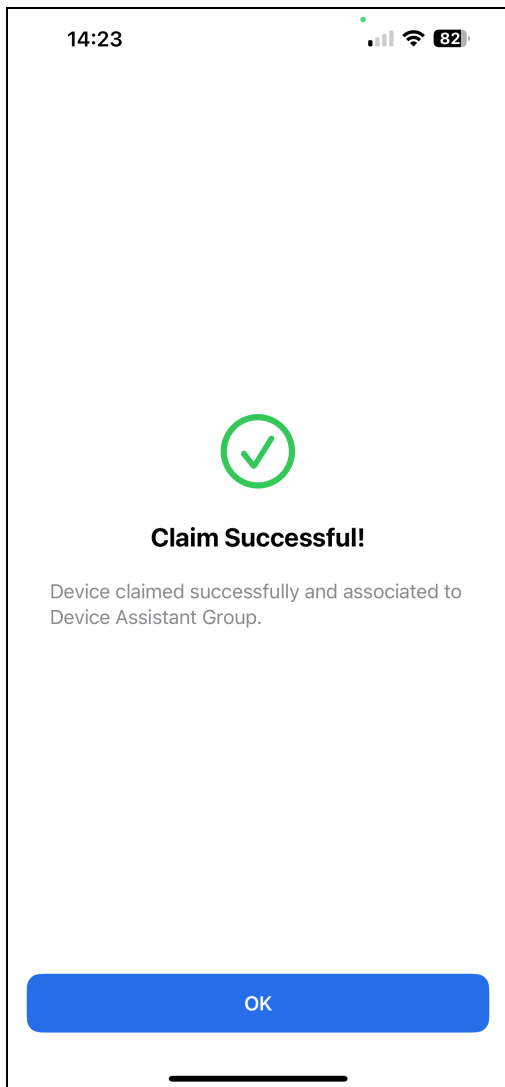 14:23
82
Claim Successful!
Device claimed successfully and associated to
Device Assistant Group.
OK